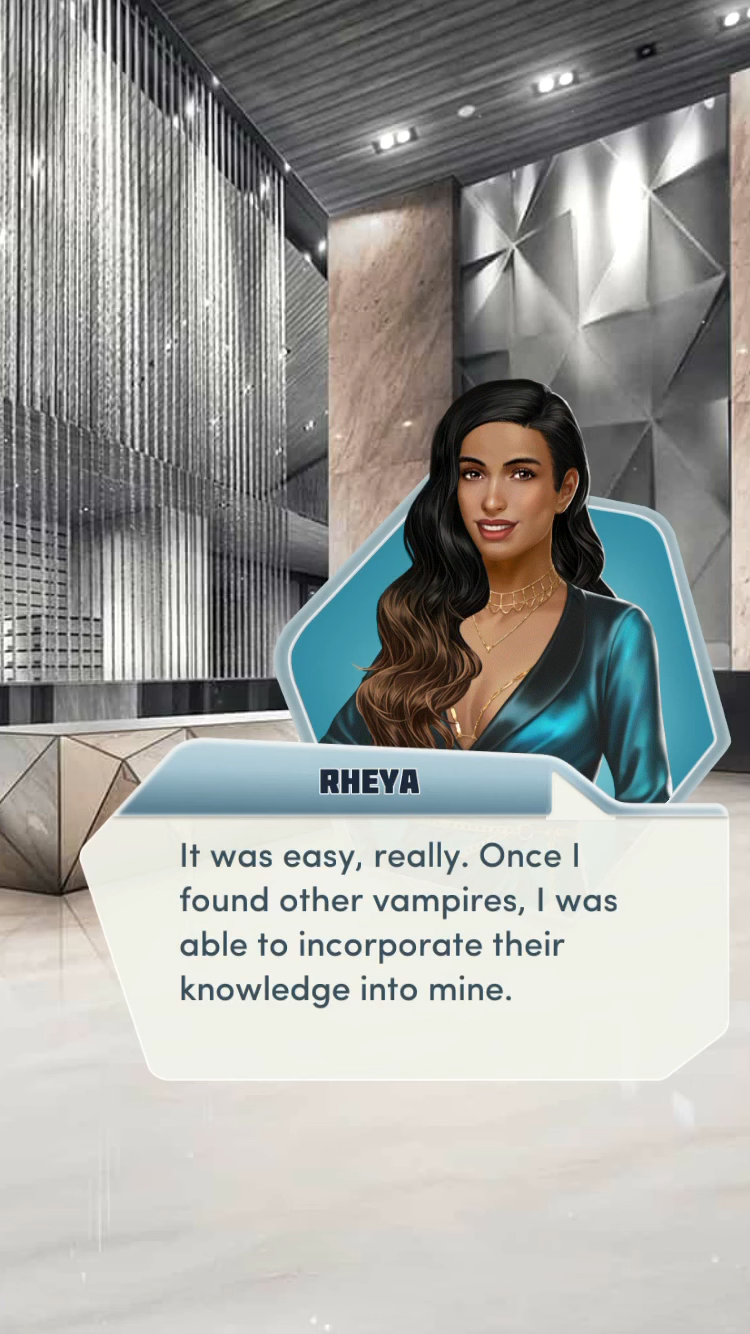 RHEYA
It was easy, really. Once I
found other vampires, I was
able to incorporate their
knowledge into mine.